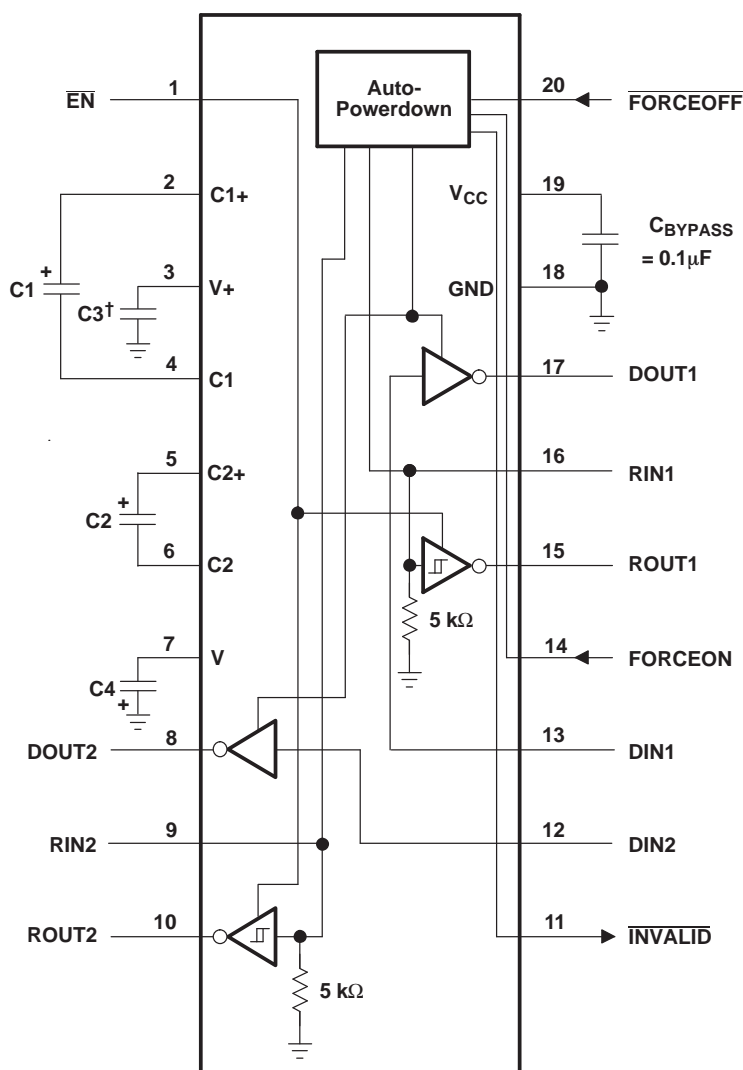 Auto-
Powerdown
EN
1
20
FORCEOFF
2
C1+
VCC
19
CBYPASS
= 0.1μF
C1
+
3
V+
C3†
GND
18
4
C1
17
DOUT1
5
C2+
16
RIN1
C2
+
6
C2
15
ROUT1
5 kΩ
7
V
14
FORCEON
C4
+
DOUT2
8
13
DIN1
RIN2
9
12
DIN2
ROUT2
10
11
INVALID
5 kΩ